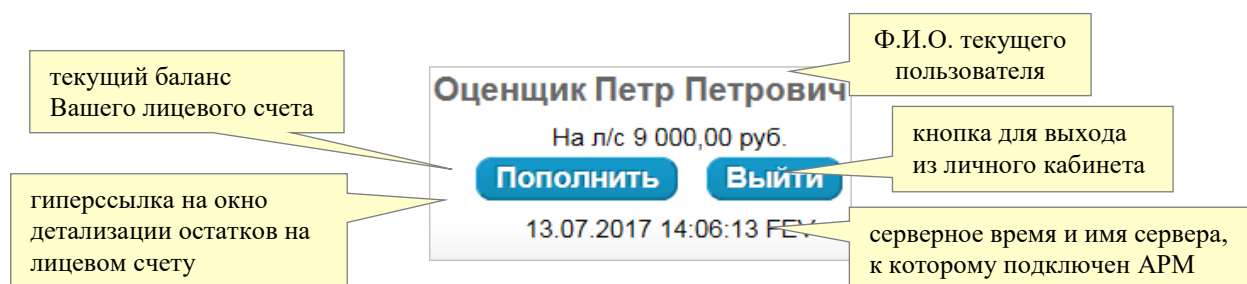 Ф.И.О. текущего
пользователя
текущий баланс
Вашего лицевого счета
Оценщик Петр Петрович
На л/с 9 000,00 руб.
кнопка для выхода
из личного кабинета
Пополнить
Выйти
гиперссылка на окно
детализации остатков на
лицевом счету
13.07.2017 14:06:13 FEV
серверное время и имя сервера,
к которому подключен АРМ